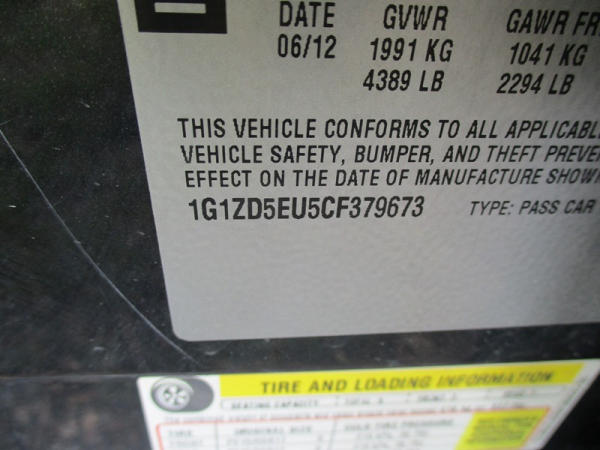 DATE GVWR GAWR FR
06/12 1991 KG 1041 KG
4389 LB 2294 LB
THIS VEHICLE CONFORMS TO ALL APPLICABL
VEHICLE SAFETY, BUMPER, AND THEFT PREVE
EFFECT ON THE DATE OF MANUFACTURE SHOW
1G1ZD5EU5CF379673 TYPE: PASS CAR
TIRE AND LOADING INFORMATION
SEATING CAPACITY